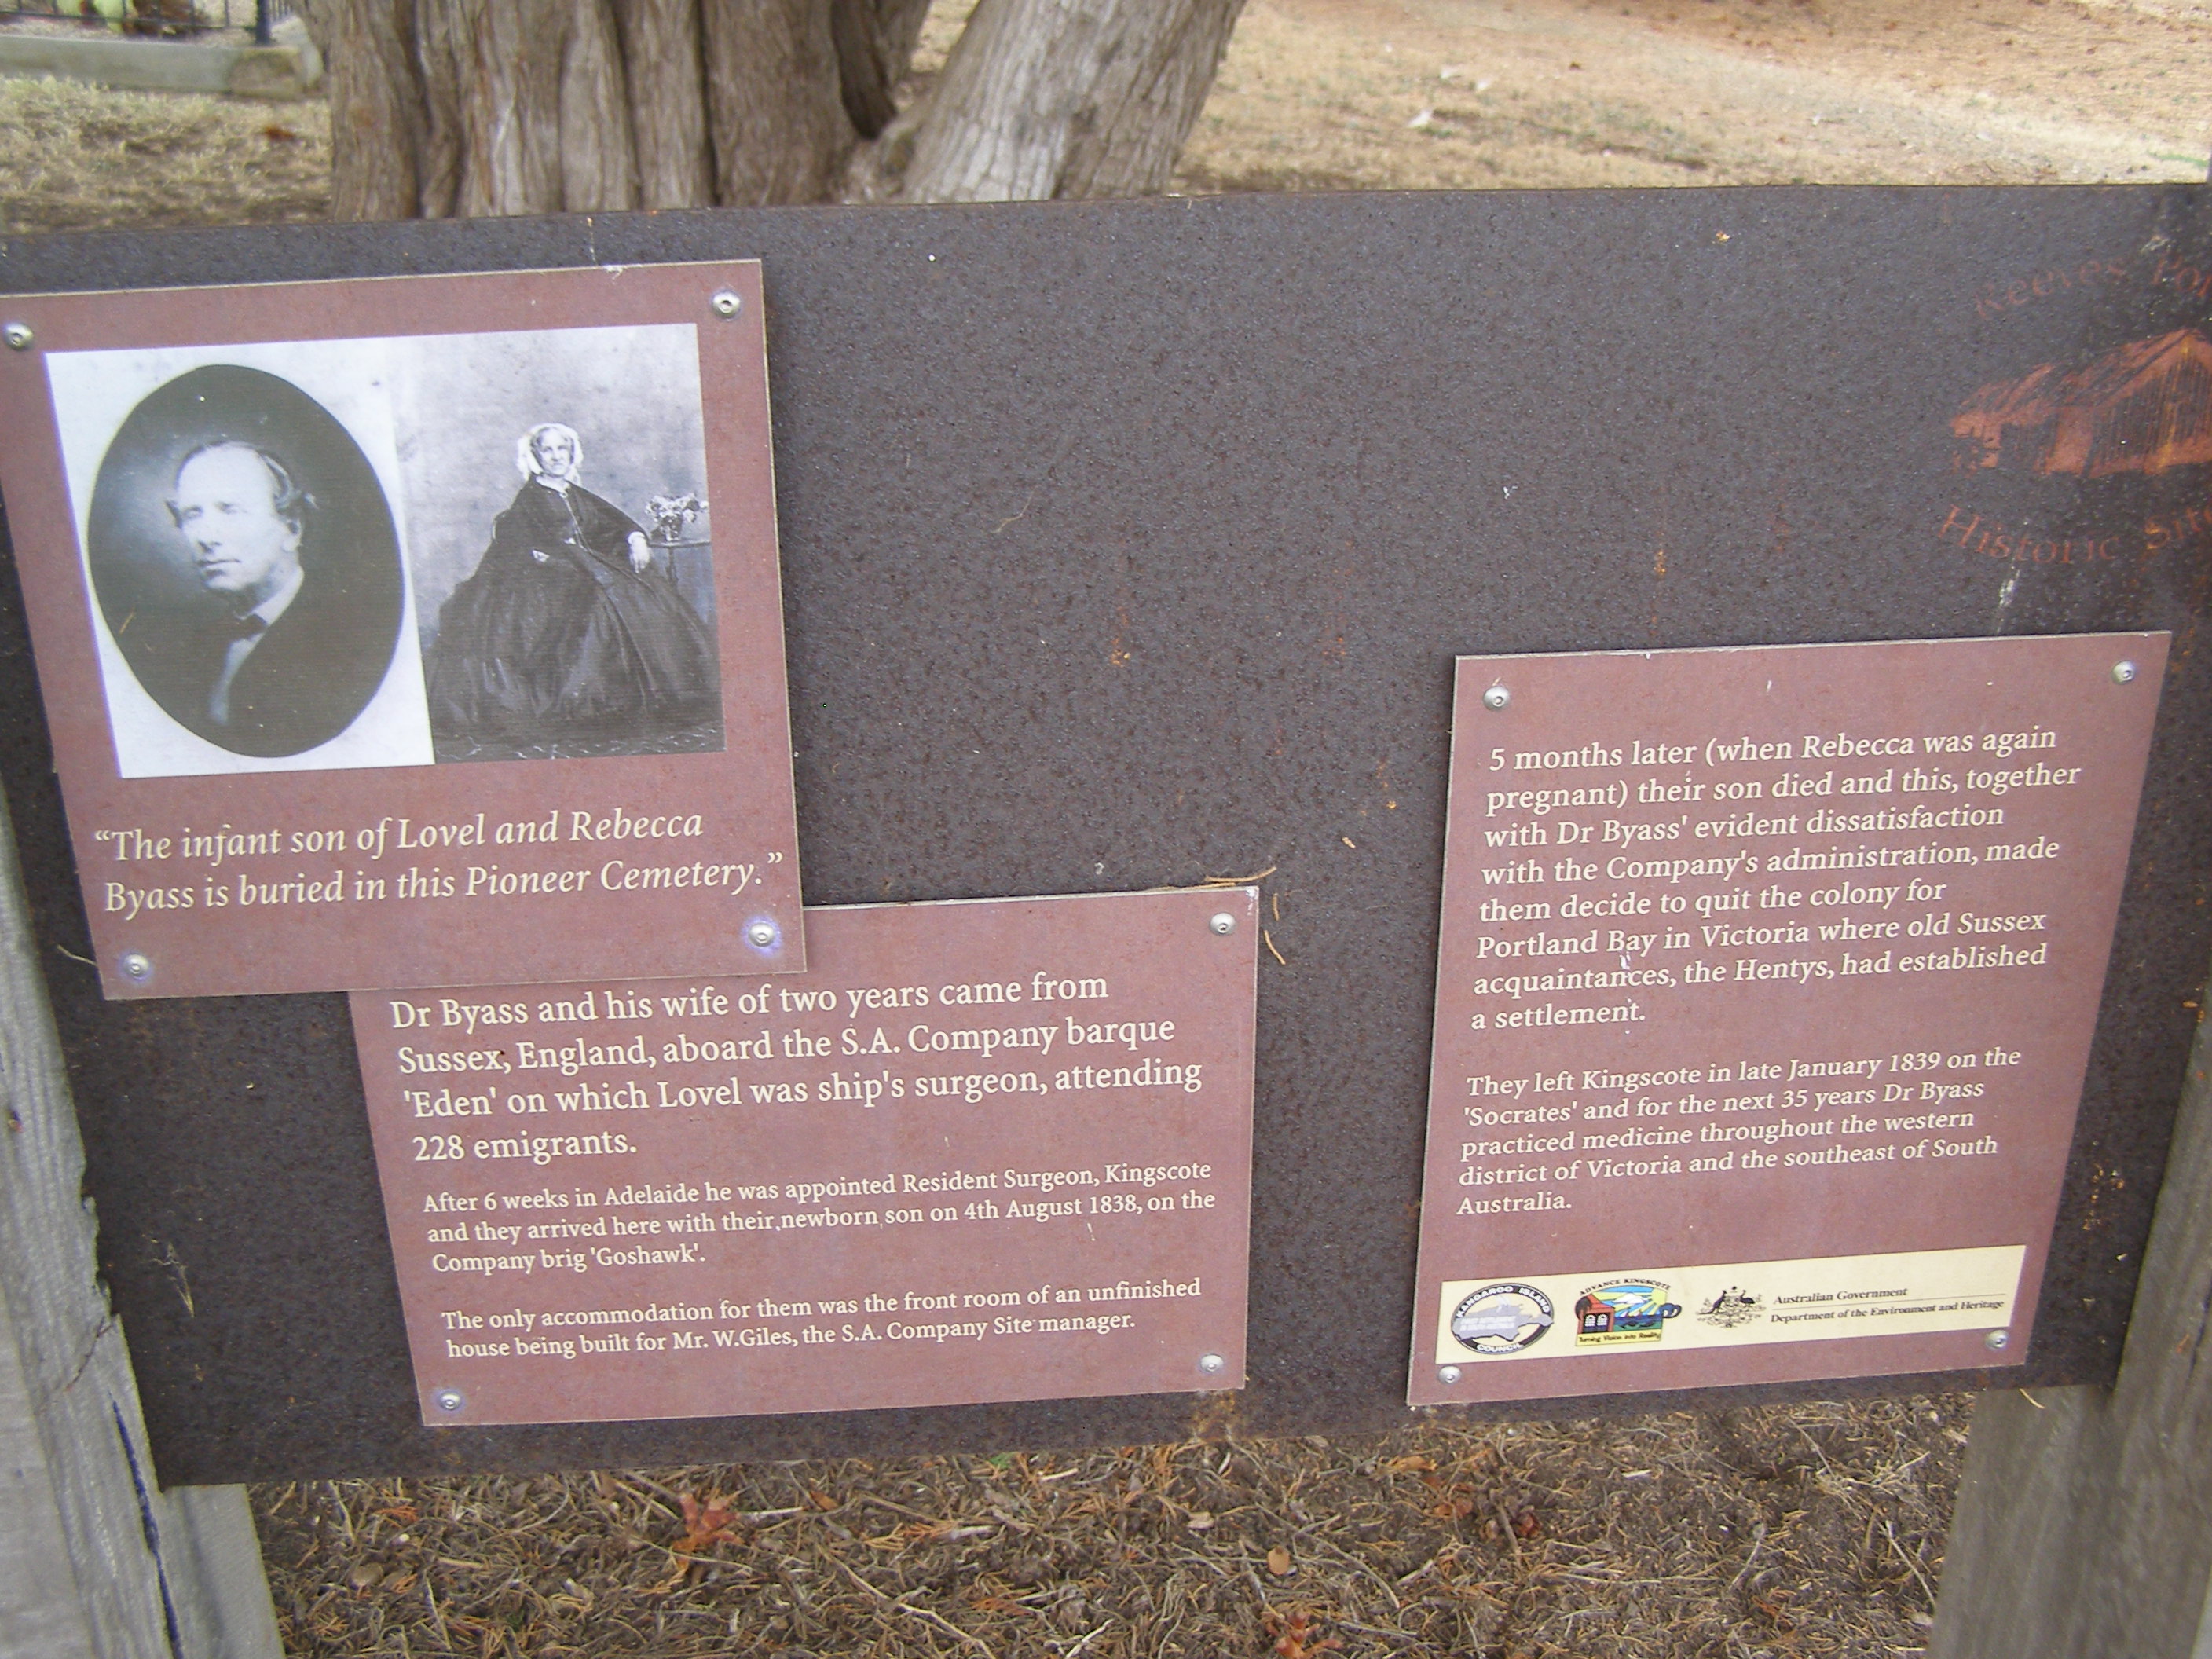 “The infant son of Lovel and Rebecca
Byass is buried in this Pioneer Cemetery.”
Dr Byass and his wife of two years came from
Sussex, England, aboard the S.A. Company barque
'Eden' on which Lovel was ship's surgeon, attending
228 emigrants.
After 6 weeks in Adelaide he was appointed Resident Surgeon, Kingscote
and they arrived here with their newborn son on 4th August 1838, on the
Company brig 'Goshawk'.
The only accommodation for them was the front room of an unfinished
house being built for Mr. W.Giles, the S.A. Company Site manager.
Historic
5 months later (when Rebecca was again
pregnant) their son died and this, together
with Dr Byass' evident dissatisfaction
with the Company's administration, made
them decide to quit the colony for
Portland Bay in Victoria where old Sussex
acquaintances, the Hentys, had established
a settlement.
They left Kingscote in late January 1839 on the
'Socrates' and for the next 35 years Dr Byass
practiced medicine throughout the western
district of Victoria and the southeast of South
Australia.
KANGAROO ISLAND
COUNCIL
ADVANCE KINGSCOTE
Turning Vision into Reality
Australian Government
Department of the Environment and Heritage